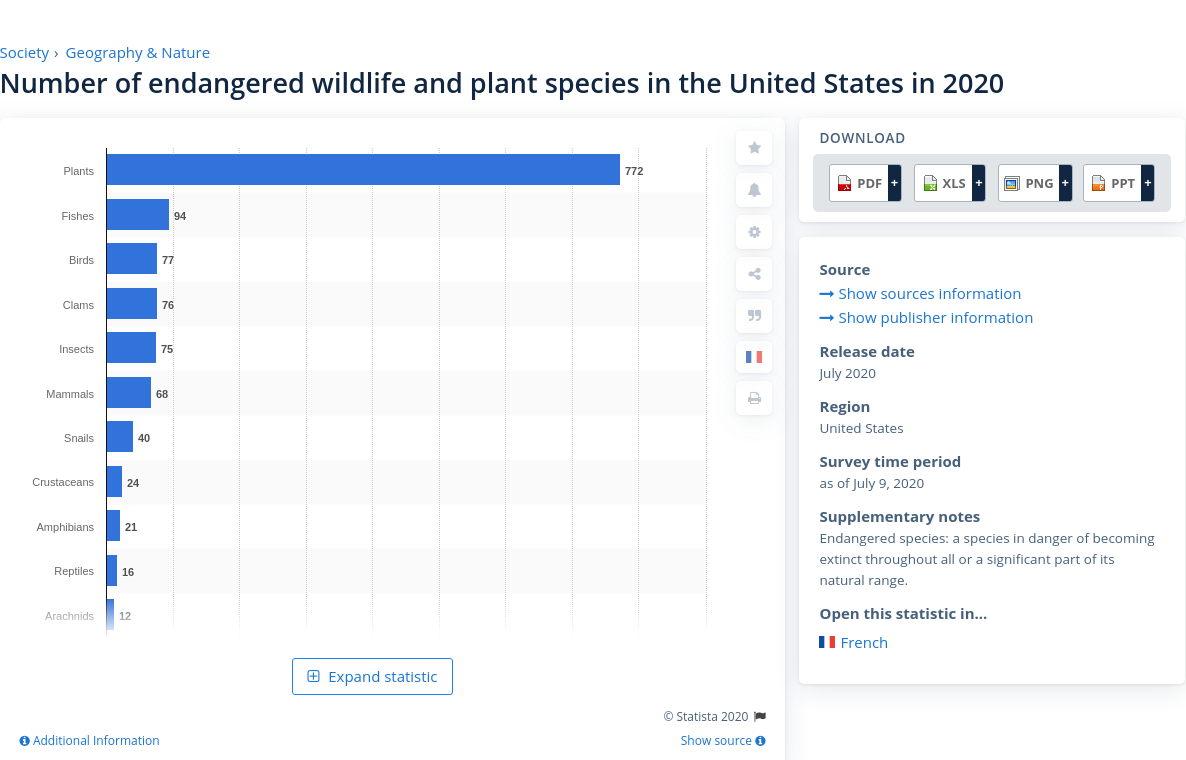 Society › Geography & Nature
Number of endangered wildlife and plant species in the United States in 2020
Plants 772
Fishes 94
Birds 77
Clams 76
Insects 75
Mammals 68
Snails 40
Crustaceans 24
Amphibians 21
Reptiles 16
Arachnids 12
Expand statistic
© Statista 2020
Additional Information
Show source
DOWNLOAD
PDF + XLS + PNG + PPT +
Source
Show sources information
Show publisher information
Release date
July 2020
Region
United States
Survey time period
as of July 9, 2020
Supplementary notes
Endangered species: a species in danger of becoming
extinct throughout all or a significant part of its
natural range.
Open this statistic in...
French